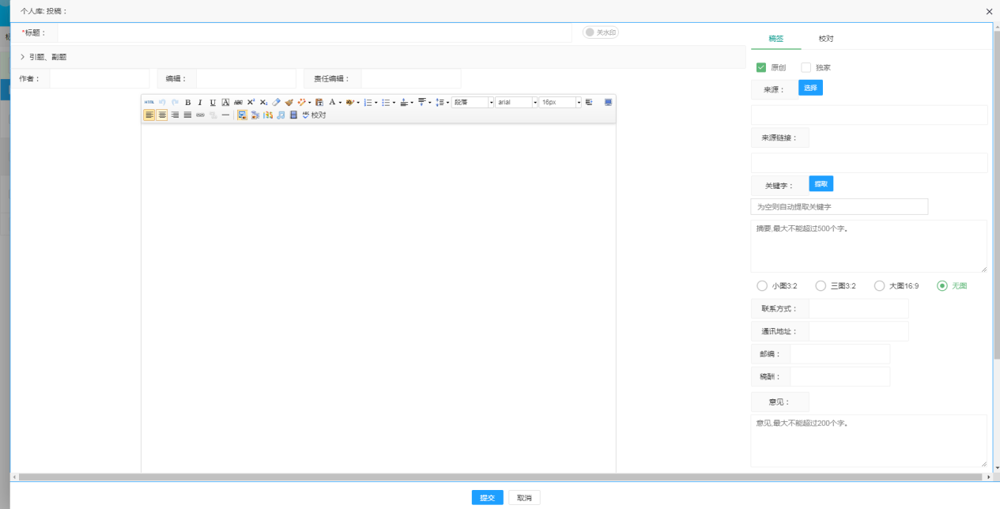 个人库: 投稿：
*标题：
关水印
引题、副题
作者：
编辑：
责任编辑：
HTML
段落
arial
16px
校对
稿签
校对
原创
独家
来源：
选择
来源链接：
关键字：
提取
为空则自动提取关键字
摘要,最大不能超过500个字。
小图3:2
三图3:2
大图16:9
无图
联系方式：
通讯地址：
邮编：
稿酬：
意见：
意见,最大不能超过200个字。
提交
取消